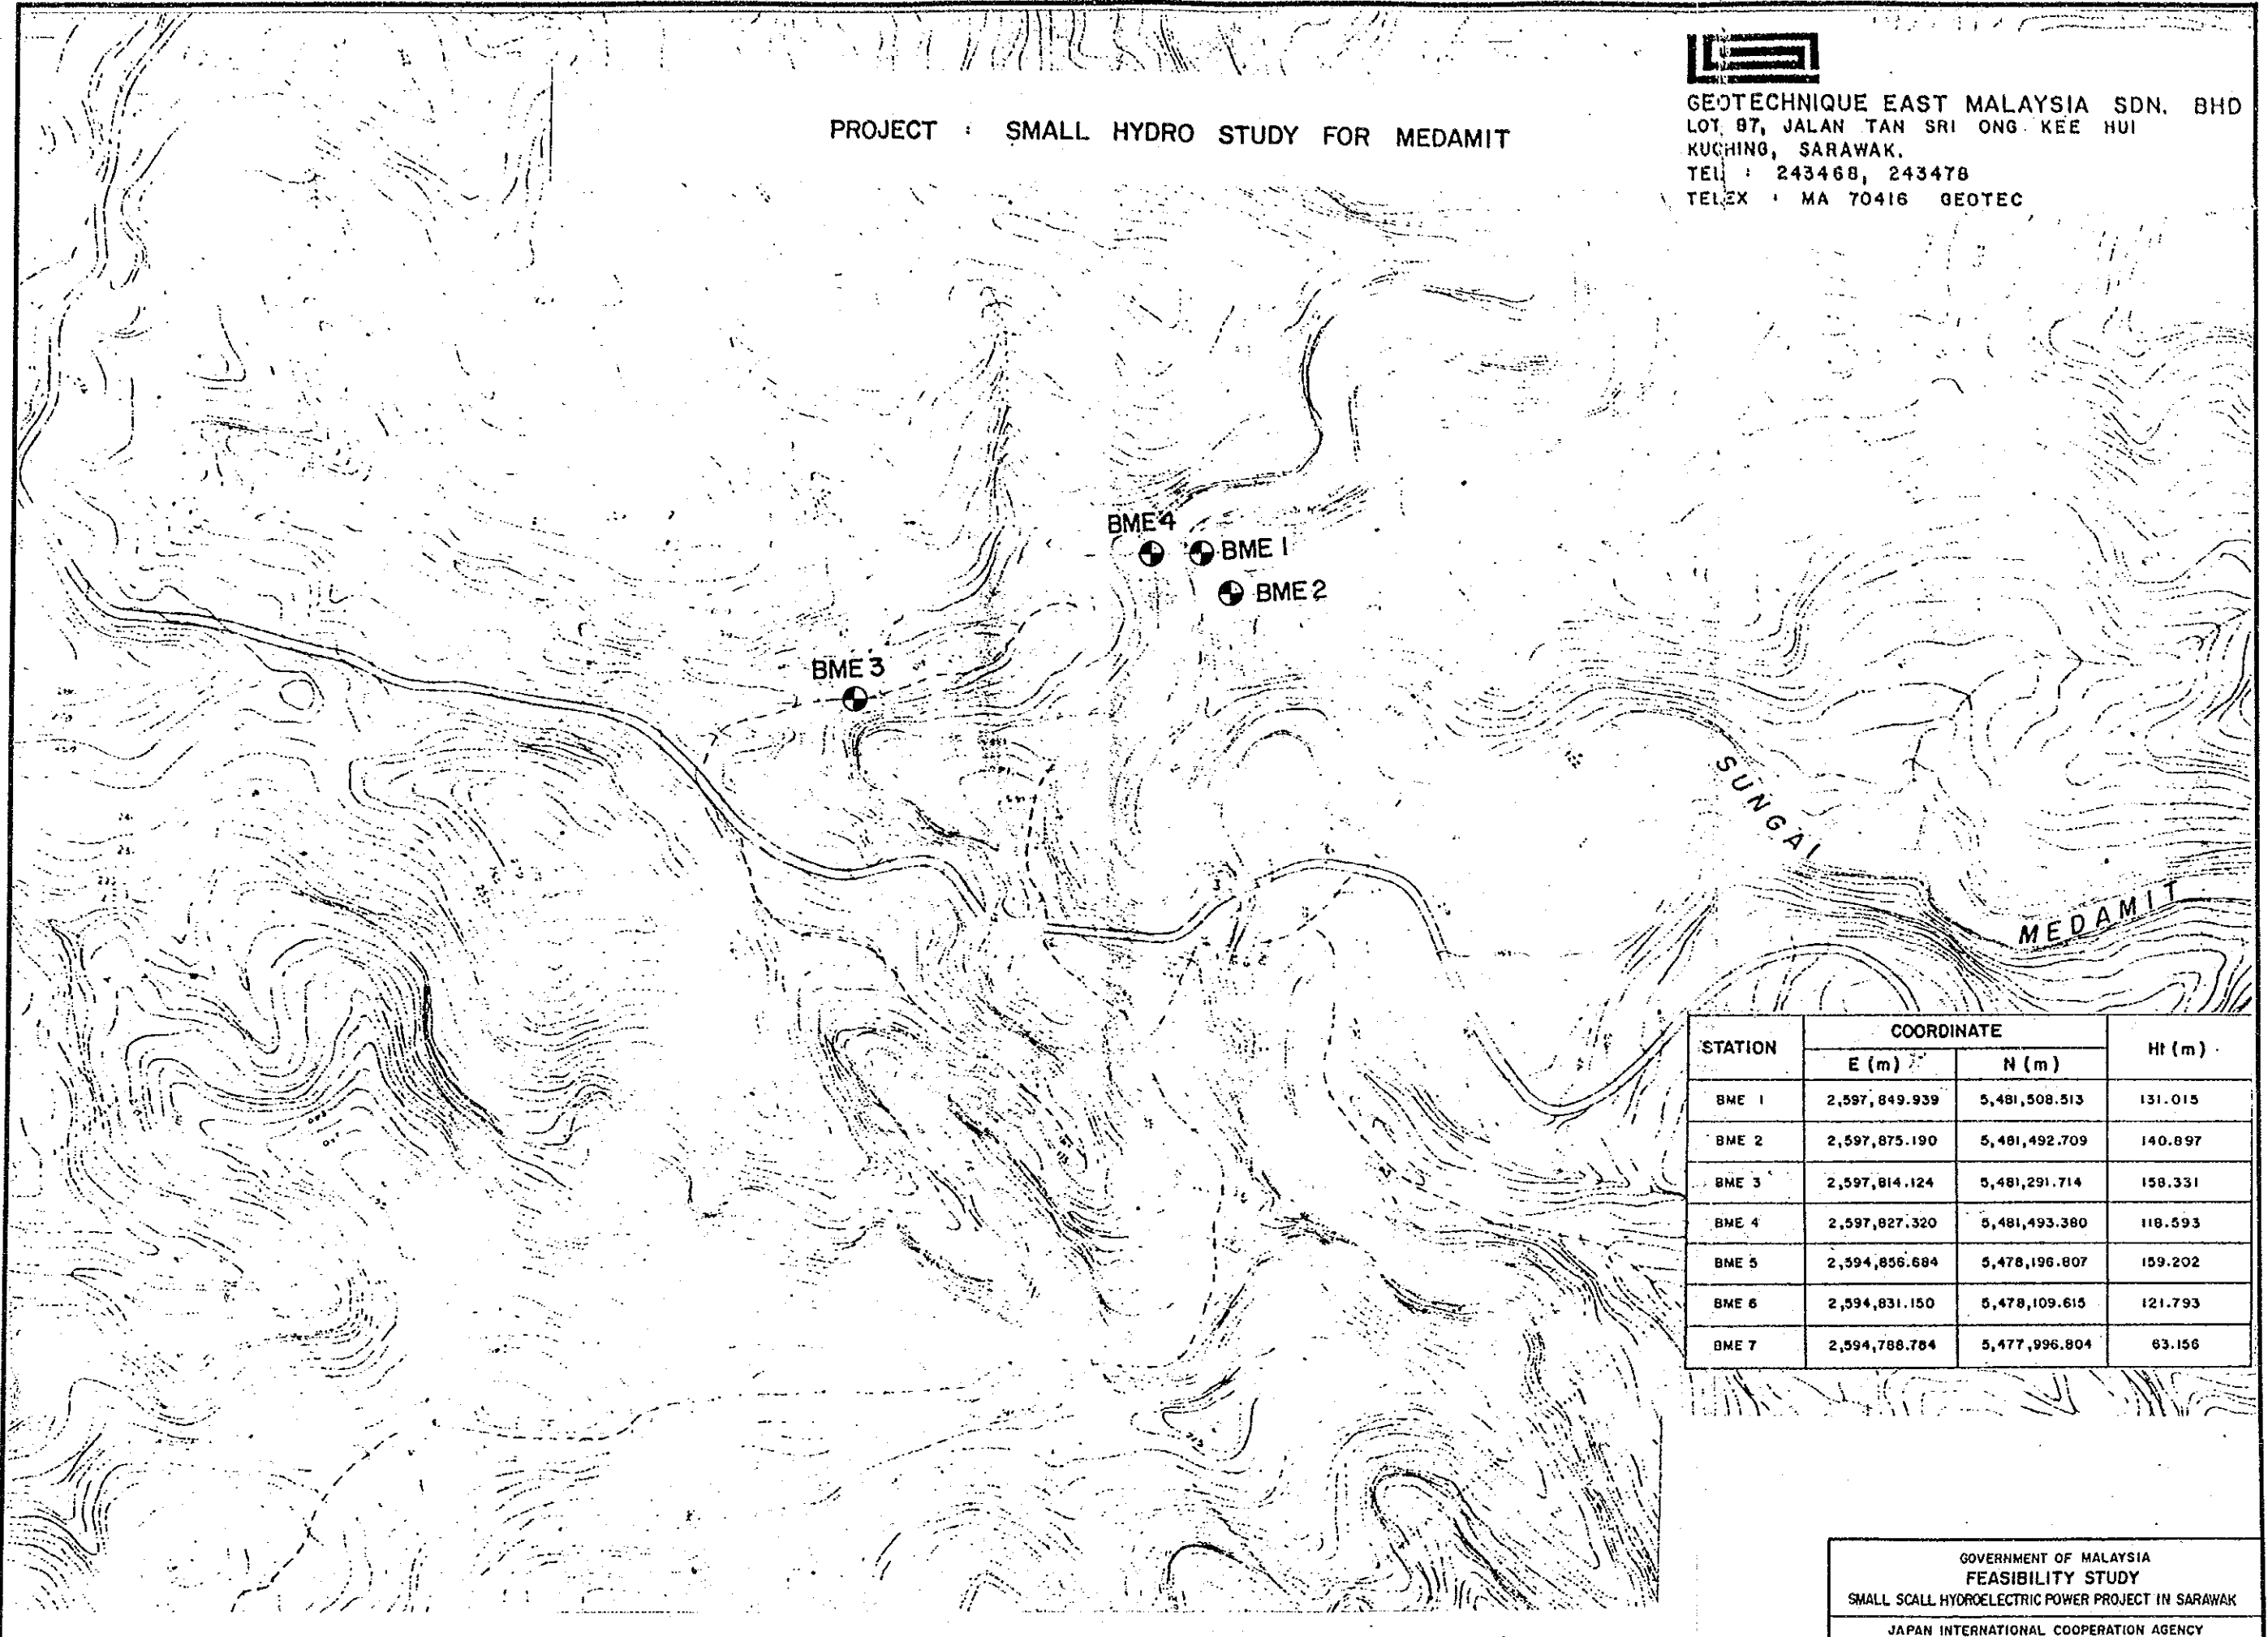 PROJECT : SMALL HYDRO STUDY FOR MEDAMIT
GEOTECHNIQUE EAST MALAYSIA SDN. BHD
LOT, 87, JALAN TAN SRI ONG KEE HUI
KUCHING, SARAWAK.
TEL : 243468, 243478
TELEX : MA 70416 GEOTEC
BME 4
BME 1
BME 2
BME 3
SUNGAI
MEDAMIT
STATION COORDINATE Ht (m)
E (m) N (m)
BME 1 2,597,849.939 5,481,508.513 131.015
BME 2 2,597,875.190 5,481,492.709 140.897
BME 3 2,597,814.124 5,481,291.714 158.331
BME 4 2,597,827.320 5,481,493.380 118.593
BME 5 2,594,856.684 5,478,196.807 159.202
BME 6 2,594,831.150 5,478,109.615 121.793
BME 7 2,594,788.784 5,477,996.804 63.156
GOVERNMENT OF MALAYSIA
FEASIBILITY STUDY
SMALL SCALL HYDROELECTRIC POWER PROJECT IN SARAWAK
JAPAN INTERNATIONAL COOPERATION AGENCY